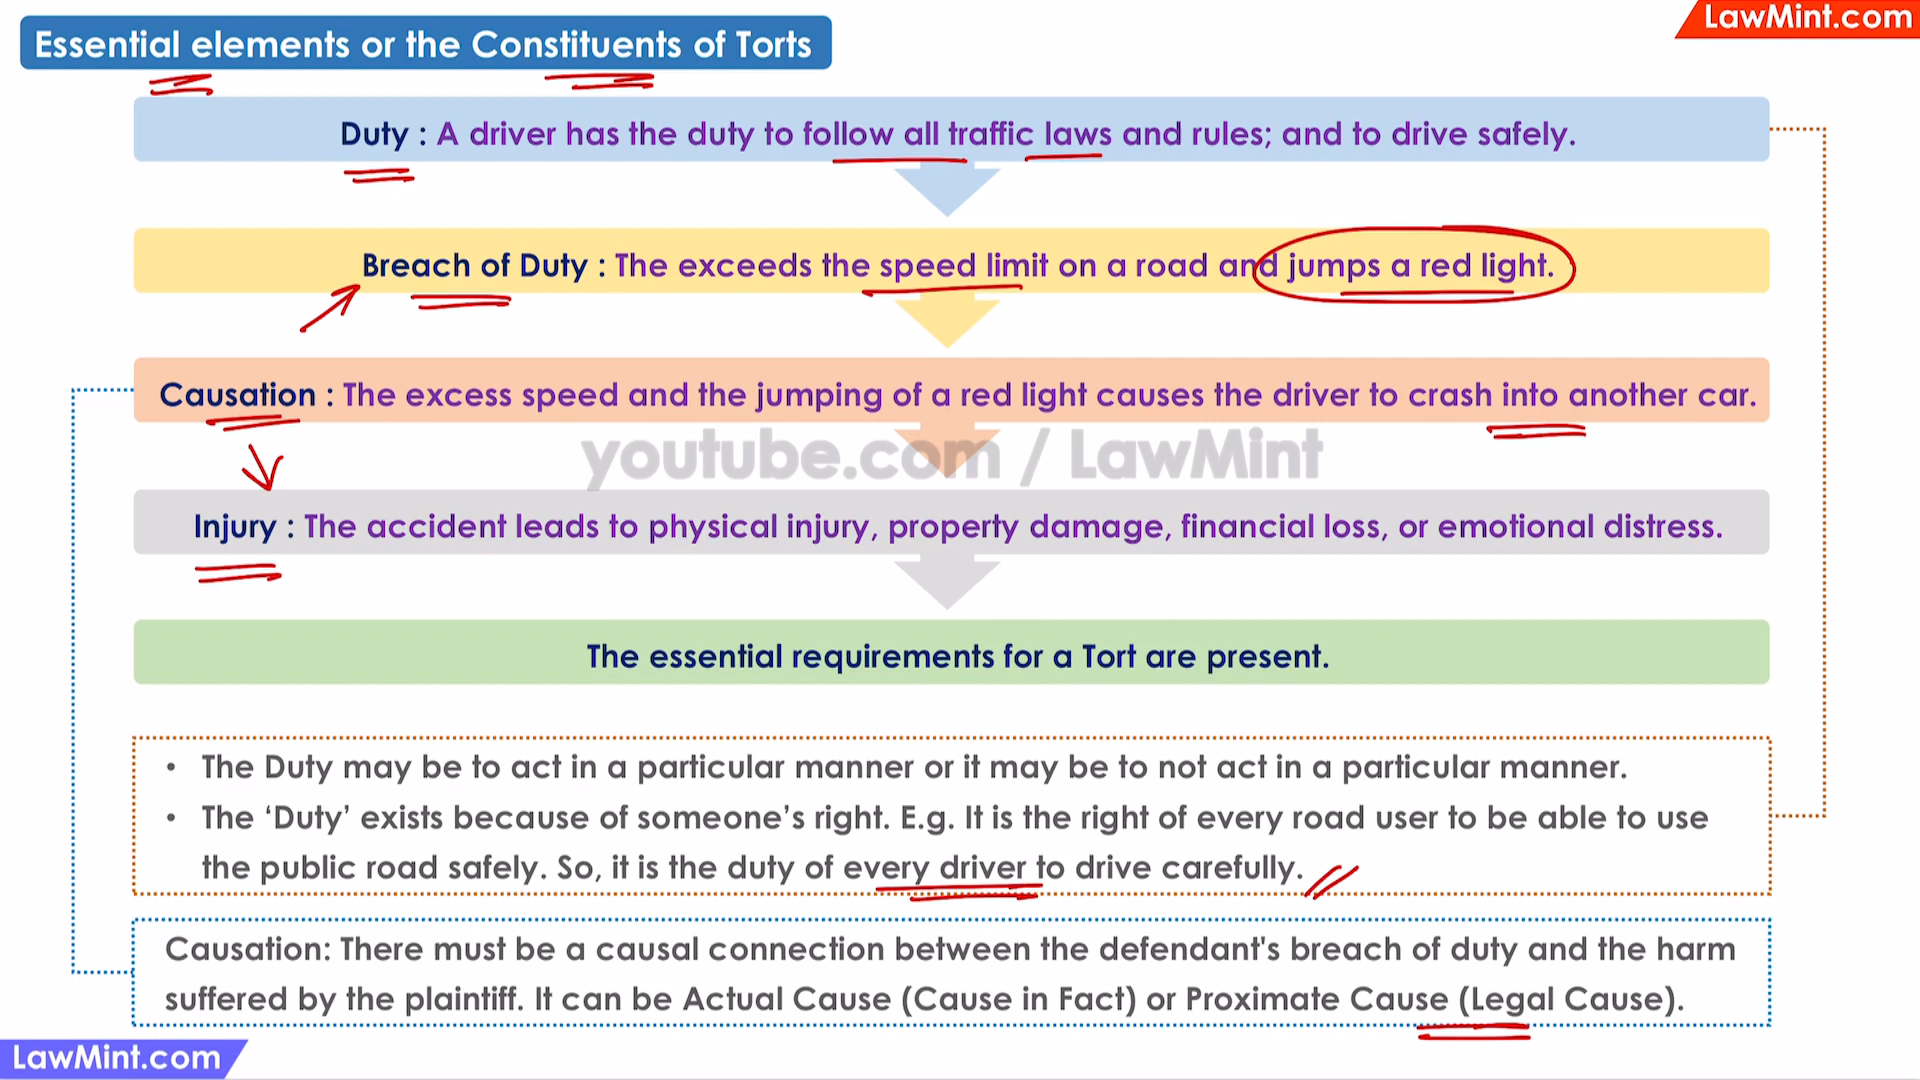 Essential elements or the Constituents of Torts
LawMint.com
Duty : A driver has the duty to follow all traffic laws and rules; and to drive safely.
Breach of Duty : The exceeds the speed limit on a road and jumps a red light.
Causation : The excess speed and the jumping of a red light causes the driver to crash into another car.
youtube.com / LawMint
Injury : The accident leads to physical injury, property damage, financial loss, or emotional distress.
The essential requirements for a Tort are present.
• The Duty may be to act in a particular manner or it may be to not act in a particular manner.
• The ‘Duty’ exists because of someone’s right. E.g. It is the right of every road user to be able to use
the public road safely. So, it is the duty of every driver to drive carefully.
Causation: There must be a causal connection between the defendant's breach of duty and the harm
suffered by the plaintiff. It can be Actual Cause (Cause in Fact) or Proximate Cause (Legal Cause).
LawMint.com